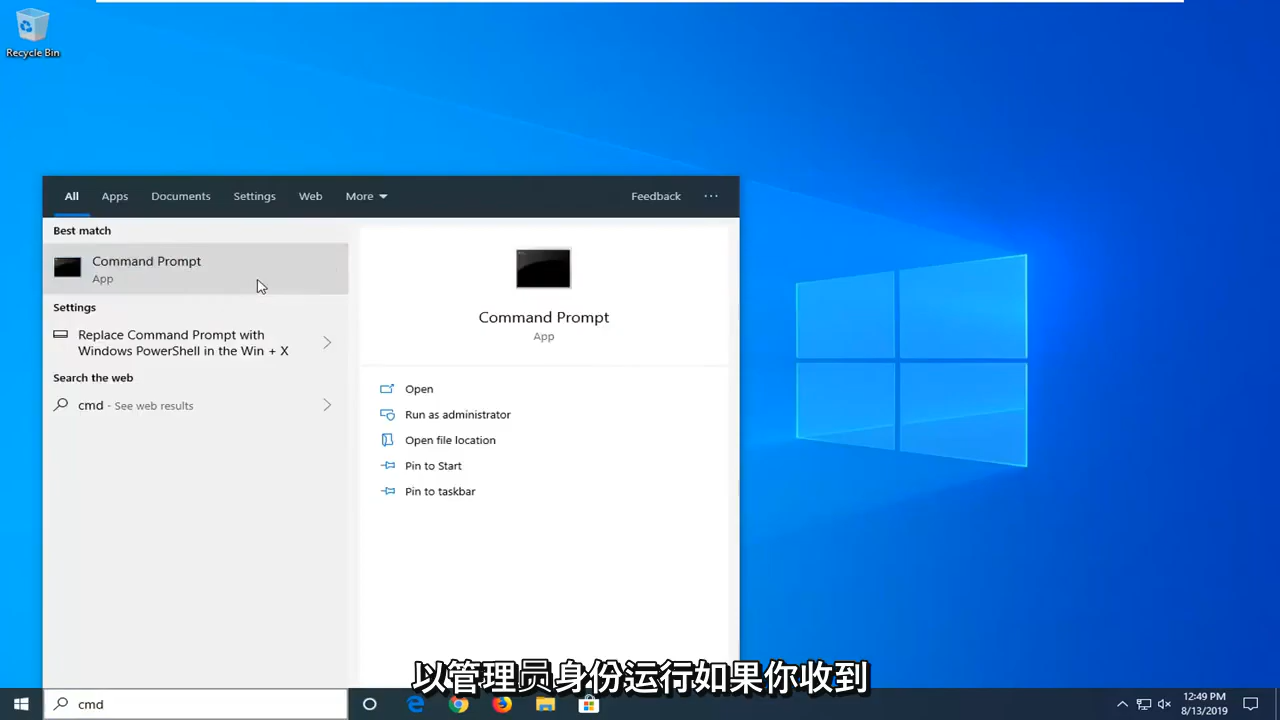 Recycle Bin
All Apps Documents Settings Web More Feedback ···
Best match
Command Prompt
App
Settings
Replace Command Prompt with
Windows PowerShell in the Win + X
Search the web
cmd - See web results
Command Prompt
App
Open
Run as administrator
Open file location
Pin to Start
Pin to taskbar
以管理员身份运行如果你收到
cmd
12:49 PM
8/13/2019